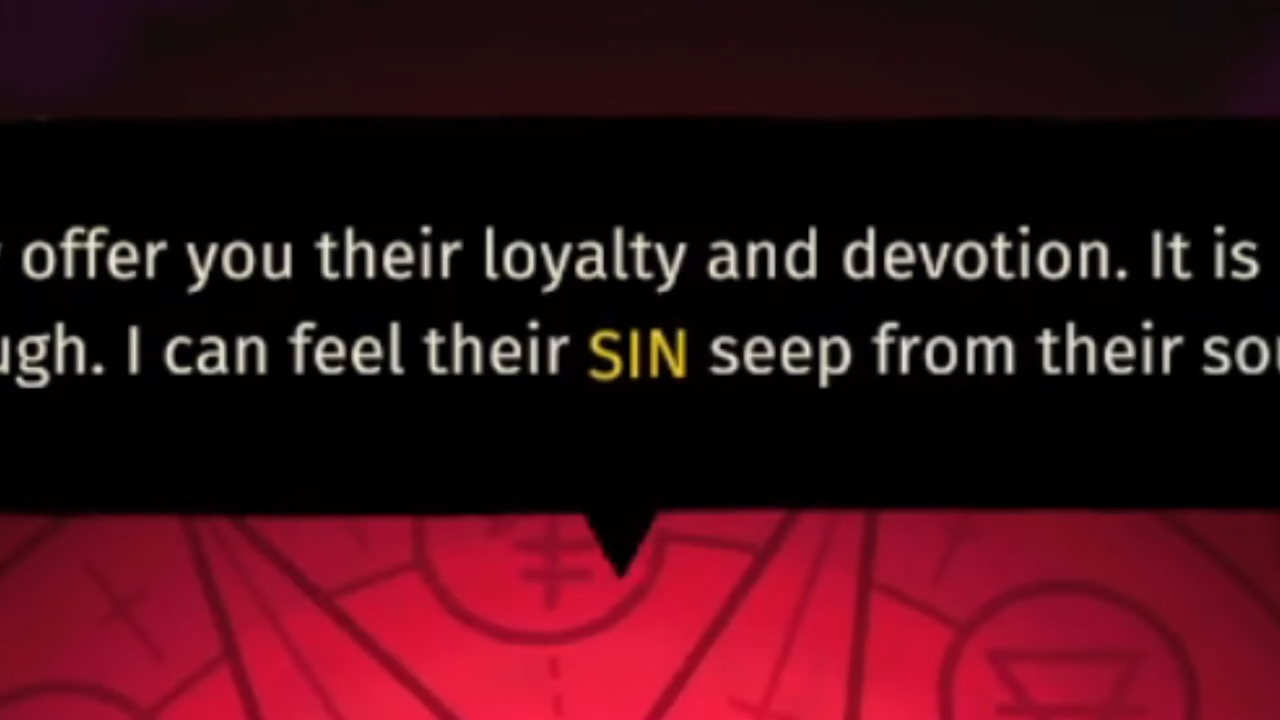 offer you their loyalty and devotion. It is
I can feel their SIN seep from their